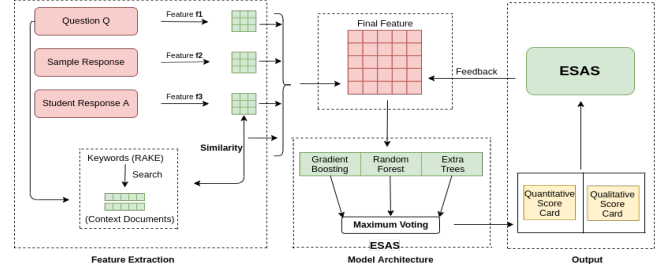 Question Q
Feature f1
Sample Response
Feature f2
Student Response A
Feature f3
Similarity
Keywords (RAKE)
Search
(Context Documents)
Feature Extraction
Final Feature
Gradient
Boosting
Random
Forest
Extra
Trees
Maximum Voting
ESAS
Model Architecture
Feedback
ESAS
Quantitative
Score
Card
Qualitative
Score
Card
Output